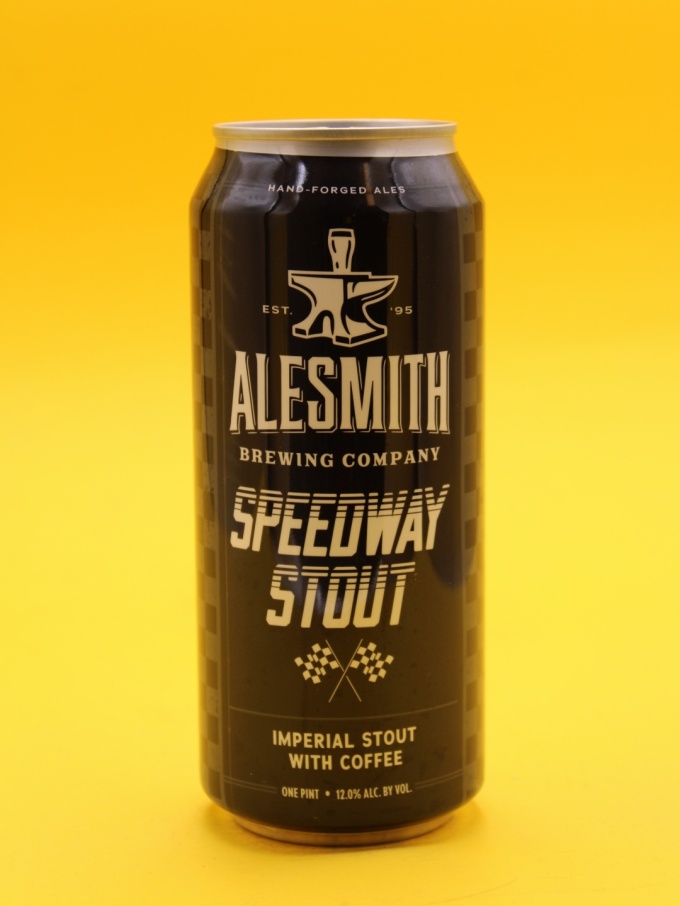 HAND-FORGED ALES
EST. '95
ALESMITH
BREWING COMPANY
SPEEDWAY
STOUT
IMPERIAL STOUT
WITH COFFEE
ONE PINT • 12.0% ALC. BY VOL.